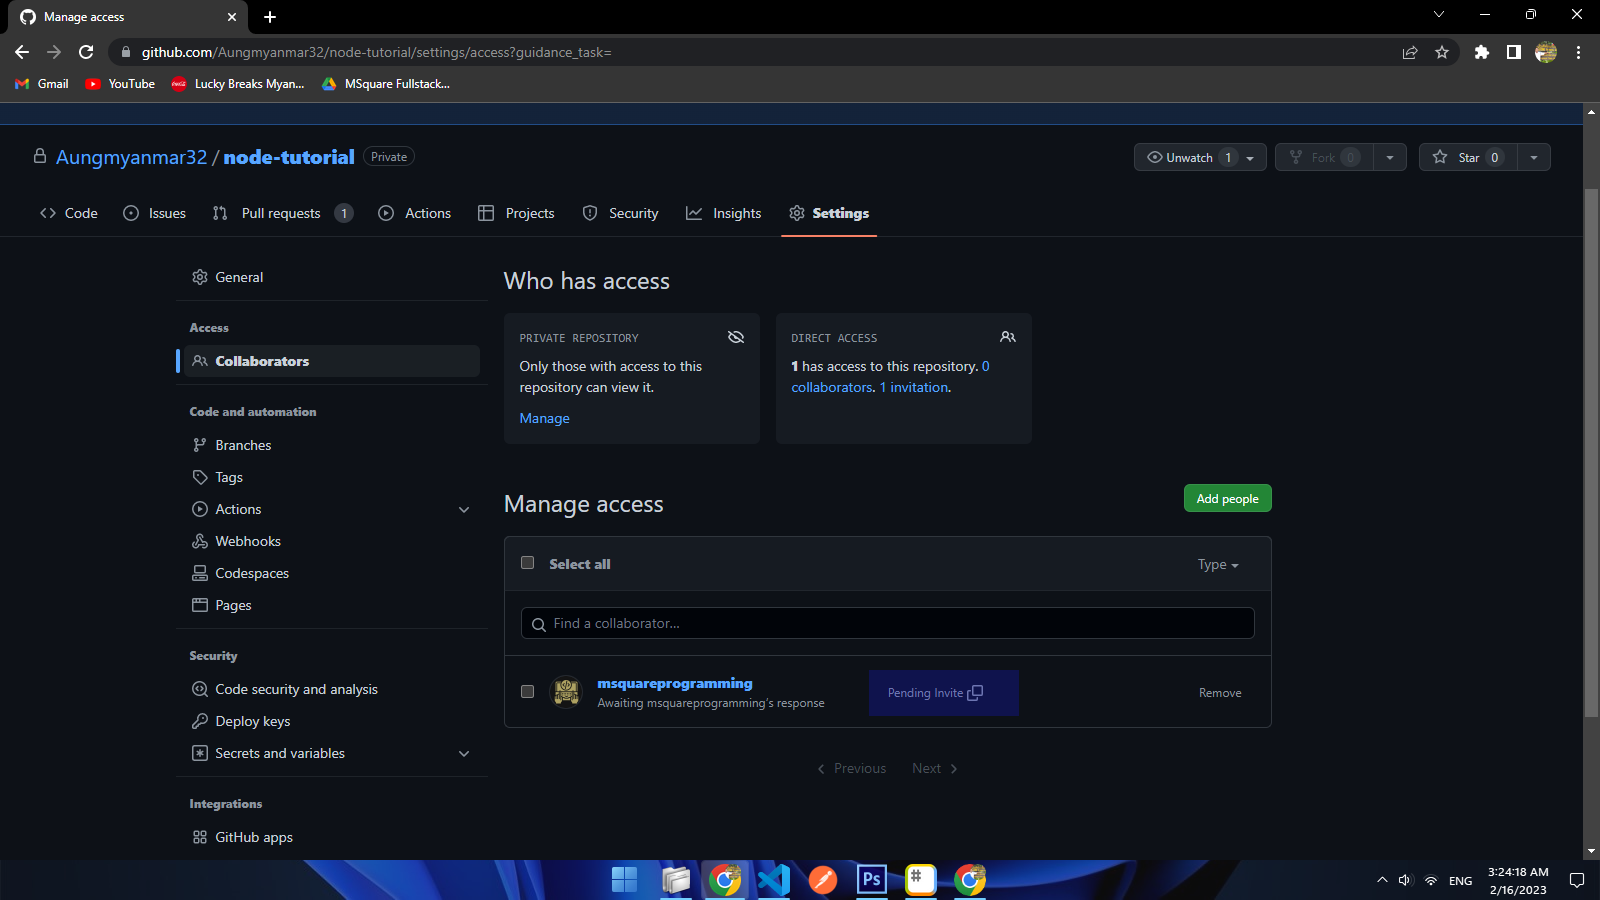 Manage access
github.com/Aungmyanmar32/node-tutorial/settings/access?guidance_task=
Gmail YouTube Lucky Breaks Myan... MSquare Fullstack...
Aungmyanmar32 / node-tutorial Private Unwatch 1 Fork 0 Star 0
Code Issues Pull requests 1 Actions Projects Security Insights Settings
General
Access
Collaborators
Code and automation
Branches
Tags
Actions
Webhooks
Codespaces
Pages
Security
Code security and analysis
Deploy keys
Secrets and variables
Integrations
GitHub apps
Who has access
PRIVATE REPOSITORY
Only those with access to this
repository can view it.
Manage
DIRECT ACCESS
1 has access to this repository. 0
collaborators. 1 invitation.
Manage access Add people
Select all Type
Find a collaborator...
msquareprogramming
Awaiting msquareprogramming's response
Pending Invite
Remove
Previous Next
Ps
#
ENG
3:24:18 AM
2/16/2023